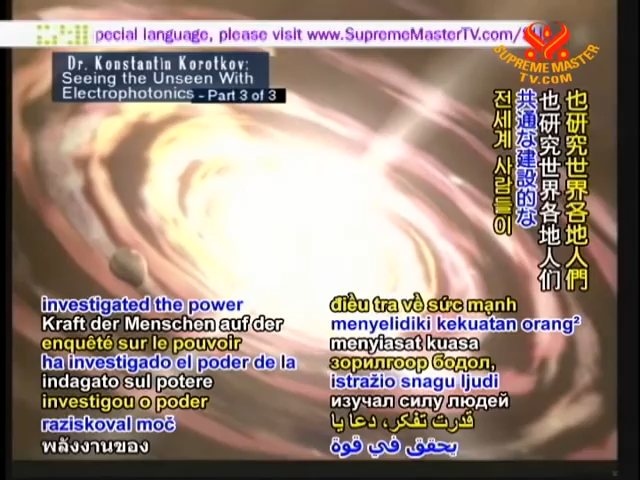 pecial language, please visit www.SupremeMasterTV.com/
SUPREME MASTER
TV.COM
Dr. Konstantin Korotkov:
Seeing the Unseen With
Electrophotonics - Part 3 of 3
也研究世界各地人們
也研究世界各地人们
共通な建設的な
전세계 사람들이
investigated the power
Kraft der Menschen auf der
enquêté sur le pouvoir
ha investigado el poder de la
indagato sul potere
investigou o poder
raziskoval moč
พลังงานของ
điều tra về sức mạnh
menyelidiki kekuatan orang²
menyiasat kuasa
зорилгоор бодол,
istražio snagu ljudi
изучал силу людей
قدرت تفکر، دعا یا
يحقق في قوة